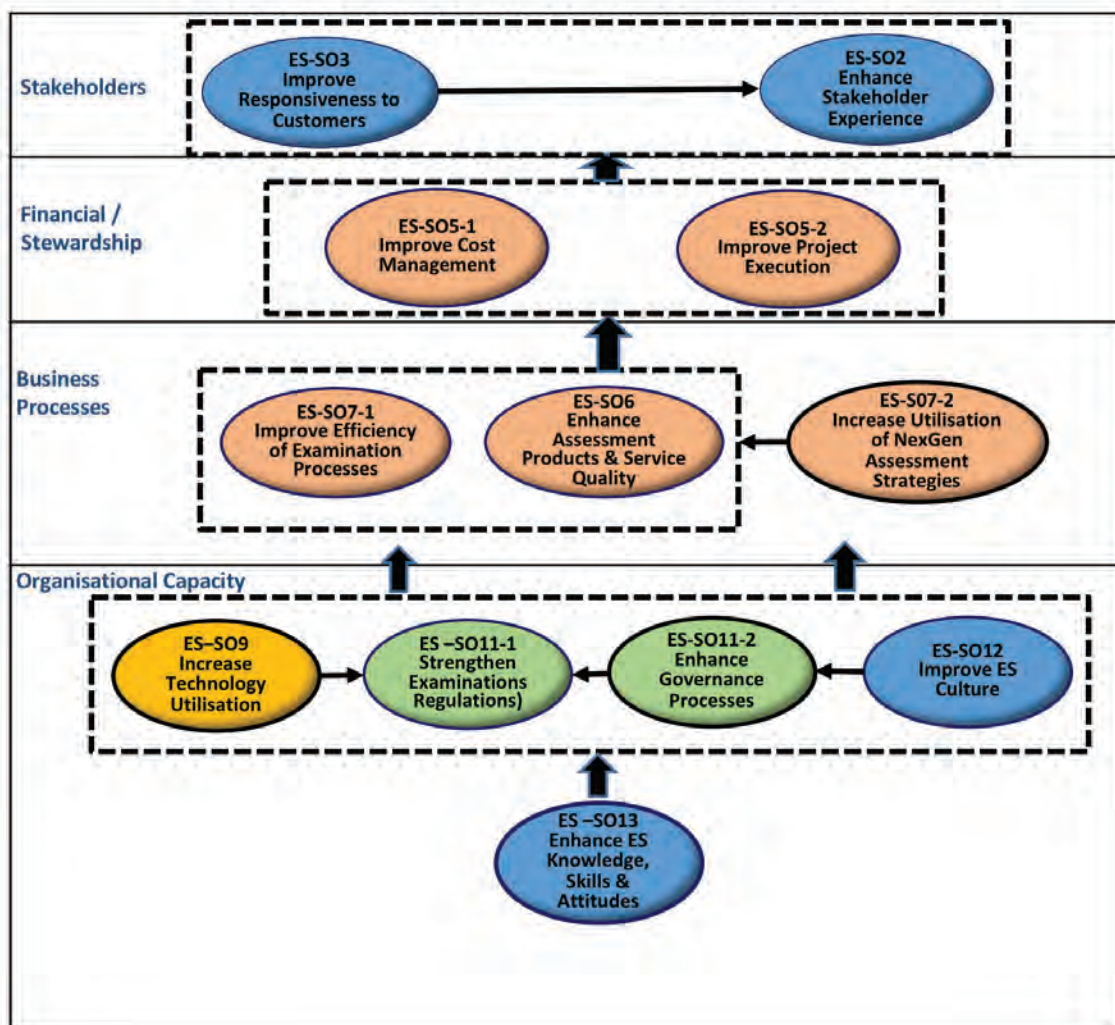 Stakeholders
ES-SO3
Improve
Responsiveness to
Customers
ES-SO2
Enhance
Stakeholder
Experience
Financial /
Stewardship
ES-SO5-1
Improve Cost
Management
ES-SO5-2
Improve Project
Execution
Business
Processes
ES-SO7-1
Improve Efficiency
of Examination
Processes
ES-SO6
Enhance
Assessment
Products & Service
Quality
ES-S07-2
Increase Utilisation
of NexGen
Assessment
Strategies
Organisational Capacity
ES–SO9
Increase
Technology
Utilisation
ES –SO11-1
Strengthen
Examinations
Regulations)
ES-SO11-2
Enhance
Governance
Processes
ES-SO12
Improve ES
Culture
ES –SO13
Enhance ES
Knowledge,
Skills &
Attitudes